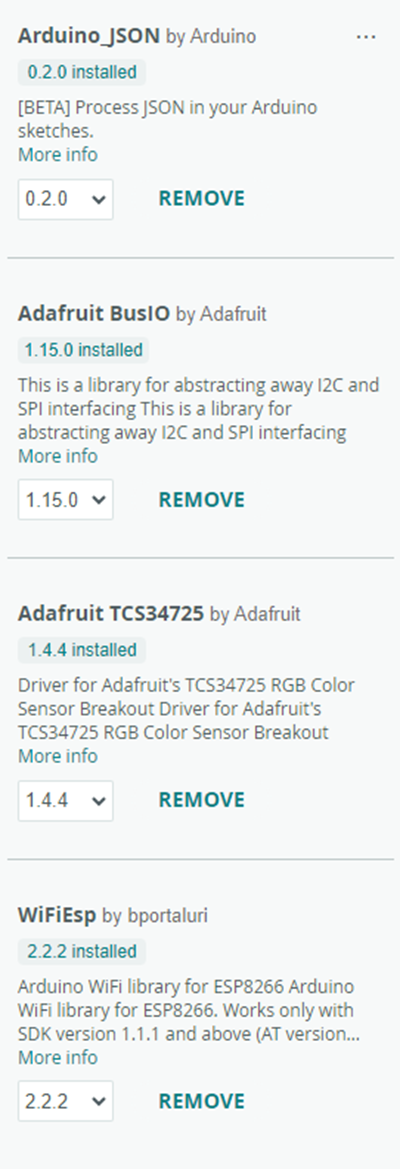 Arduino_JSON by Arduino ...
0.2.0 installed
[BETA] Process JSON in your Arduino
sketches.
More info
0.2.0 REMOVE
Adafruit BusIO by Adafruit
1.15.0 installed
This is a library for abstracting away I2C and
SPI interfacing This is a library for
abstracting away I2C and SPI interfacing
More info
1.15.0 REMOVE
Adafruit TCS34725 by Adafruit
1.4.4 installed
Driver for Adafruit's TCS34725 RGB Color
Sensor Breakout Driver for Adafruit's
TCS34725 RGB Color Sensor Breakout
More info
1.4.4 REMOVE
WiFiEsp by bportaluri
2.2.2 installed
Arduino WiFi library for ESP8266 Arduino
WiFi library for ESP8266. Works only with
SDK version 1.1.1 and above (AT version...
More info
2.2.2 REMOVE